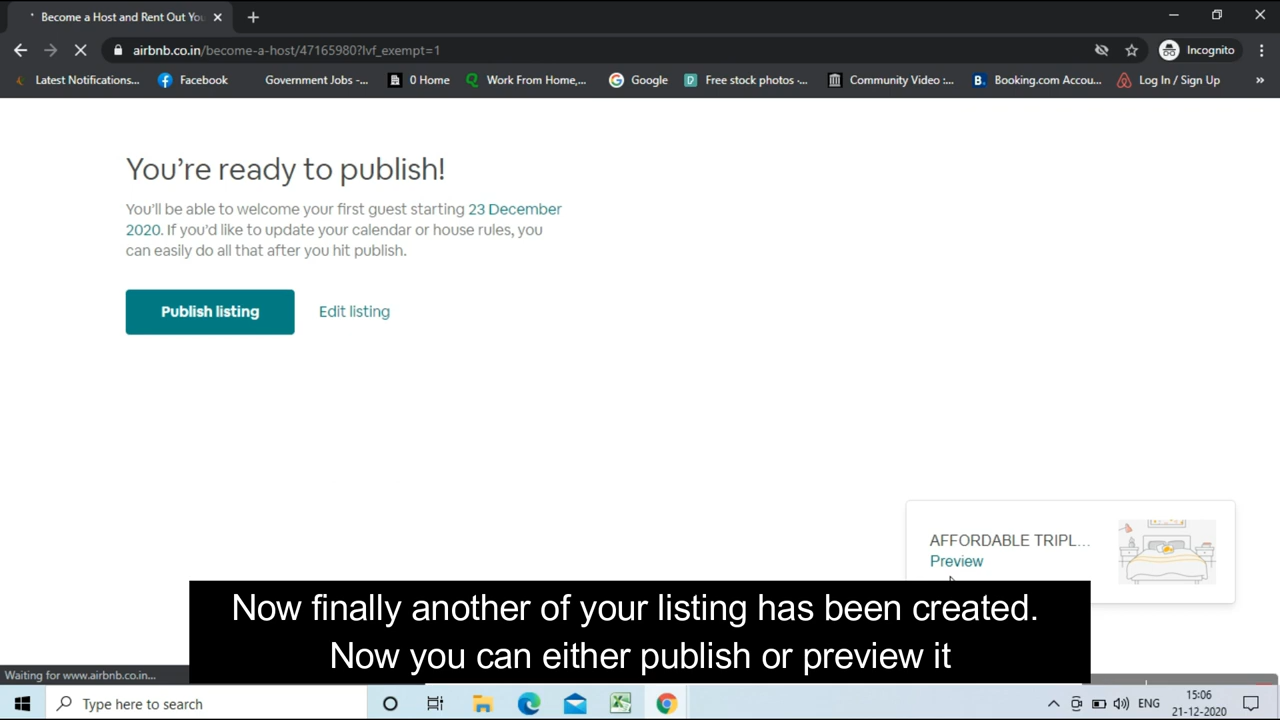 Become a Host and Rent Out You
airbnb.co.in/become-a-host/47165980?lvf_exempt=1
Incognito
Latest Notifications...
Facebook
Government Jobs -...
0 Home
Work From Home,...
Google
Free stock photos -...
Community Video :...
Booking.com Accou...
Log In / Sign Up
You're ready to publish!
You'll be able to welcome your first guest starting 23 December
2020. If you'd like to update your calendar or house rules, you
can easily do all that after you hit publish.
Publish listing
Edit listing
AFFORDABLE TRIPL...
Preview
Now finally another of your listing has been created.
Now you can either publish or preview it
Waiting for www.airbnb.co.in...
Type here to search
ENG
15:06
21-12-2020